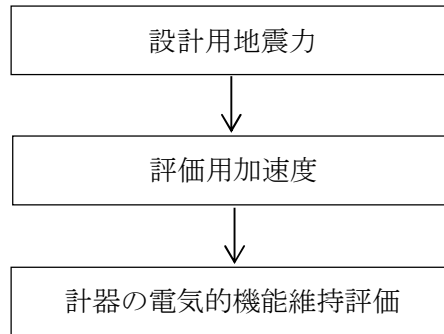 設計用地震力
評価用加速度
計器の電気的機能維持評価